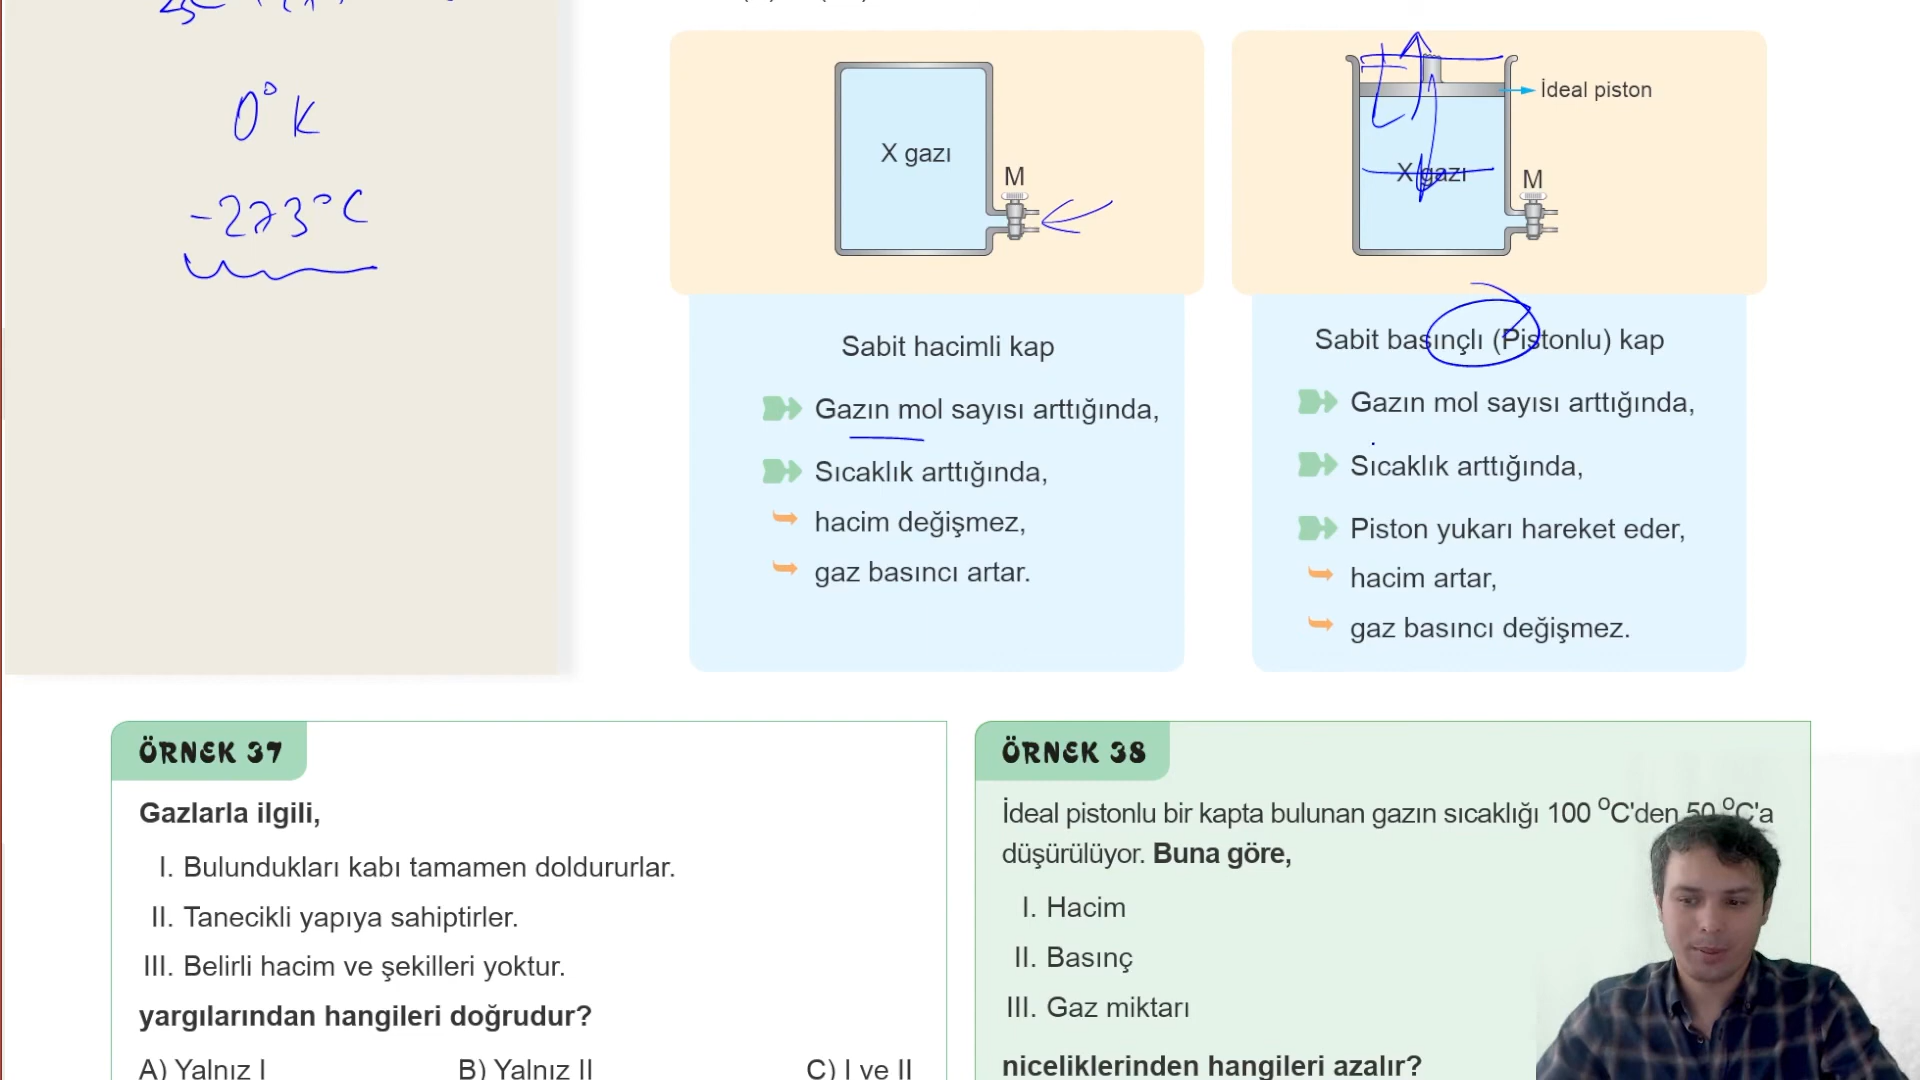 0° K
-273°C
X gazı
M
Sabit hacimli kap
Gazın mol sayısı arttığında,
Sıcaklık arttığında,
hacim değişmez,
gaz basıncı artar.
İdeal piston
X gazı
M
Sabit basınçlı (Pistonlu) kap
Gazın mol sayısı arttığında,
Sıcaklık arttığında,
Piston yukarı hareket eder,
hacim artar,
gaz basıncı değişmez.
ÖRNEK 37
Gazlarla ilgili,
I. Bulundukları kabı tamamen doldururlar.
II. Tanecikli yapıya sahiptirler.
III. Belirli hacim ve şekilleri yoktur.
yargılarından hangileri doğrudur?
A) Yalnız I B) Yalnız II C) I ve II
ÖRNEK 38
İdeal pistonlu bir kapta bulunan gazın sıcaklığı 100 °C'den 50 °C'a
düşürülüyor. Buna göre,
I. Hacim
II. Basınç
III. Gaz miktarı
niceliklerinden hangileri azalır?